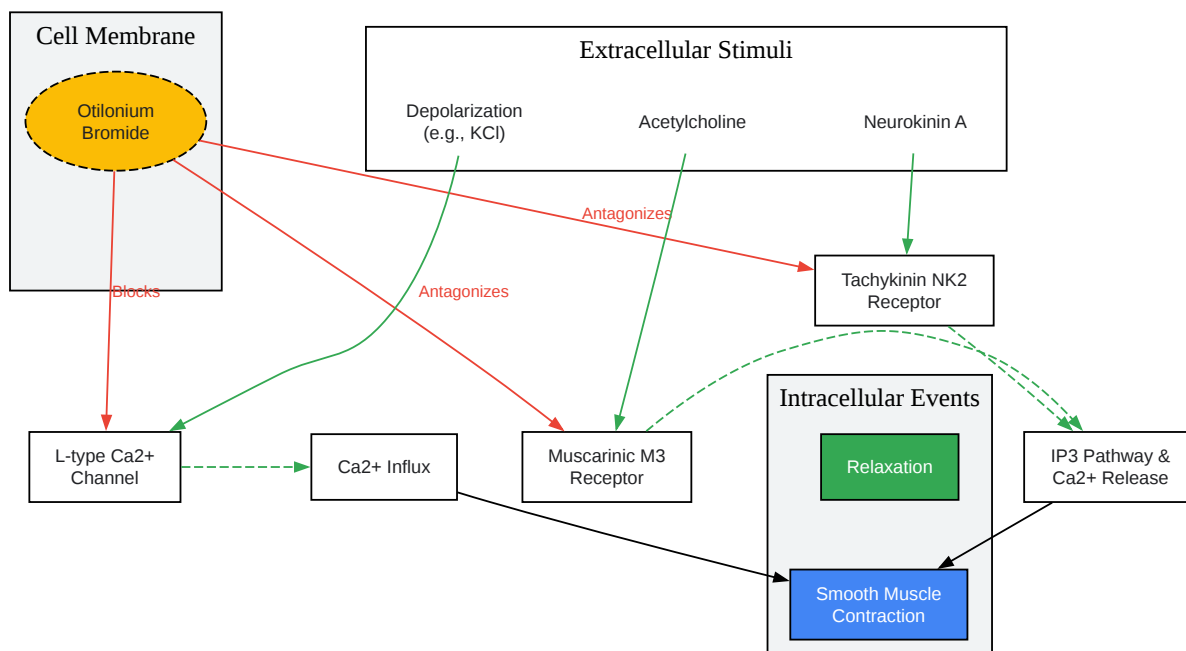 Cell Membrane
Extracellular Stimuli
Otilonium
Bromide
Depolarization
(e.g., KCl)
Acetylcholine
Neurokinin A
Antagonizes
Blocks
Antagonizes
Tachykinin NK2
Receptor
Intracellular Events
L-type Ca2+
Channel
Ca2+ Influx
Muscarinic M3
Receptor
Relaxation
IP3 Pathway &
Ca2+ Release
Smooth Muscle
Contraction